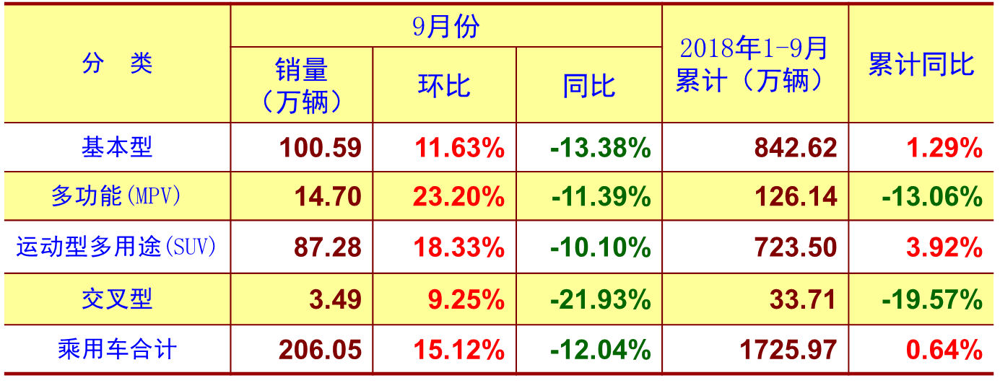 分 类
9月份
销量
（万辆）
环比
同比
2018年1-9月
累计（万辆）
累计同比
基本型 100.59 11.63% -13.38% 842.62 1.29%
多功能(MPV) 14.70 23.20% -11.39% 126.14 -13.06%
运动型多用途(SUV) 87.28 18.33% -10.10% 723.50 3.92%
交叉型 3.49 9.25% -21.93% 33.71 -19.57%
乘用车合计 206.05 15.12% -12.04% 1725.97 0.64%